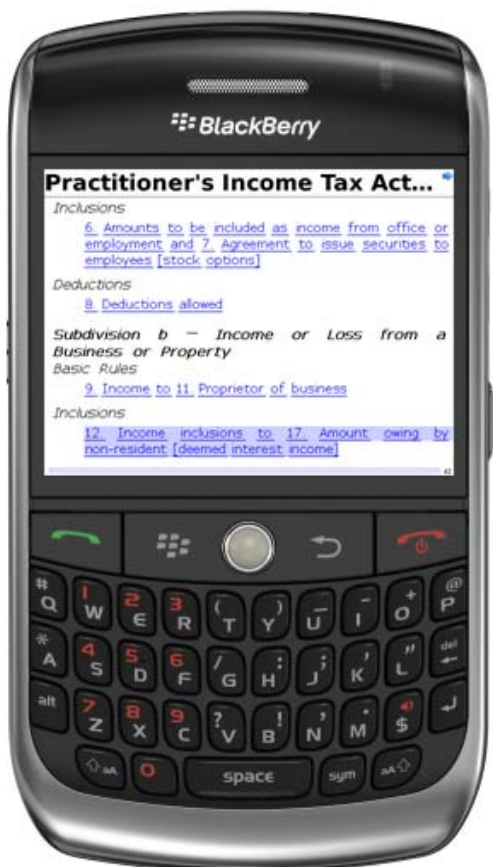 BlackBerry
Practitioner's Income Tax Act...
Inclusions
6. Amounts to be included as income from office or
employment and 7. Agreement to issue securities to
employees [stock options]
Deductions
8. Deductions allowed
Subdivision b – Income or Loss from a
Business or Property
Basic Rules
9. Income to 11. Proprietor of business
Inclusions
12. Income inclusions to 17. Amount owing by
non-resident [deemed interest income]
# Q 1 W 2 E 3 R ( T ) Y _ U - I + O @ P
* A 4 S 5 D 6 F / G : H ; J ' K " L del
alt 7 Z 8 X 9 C ? V ! B , N . M $
aA 0 space sym aA